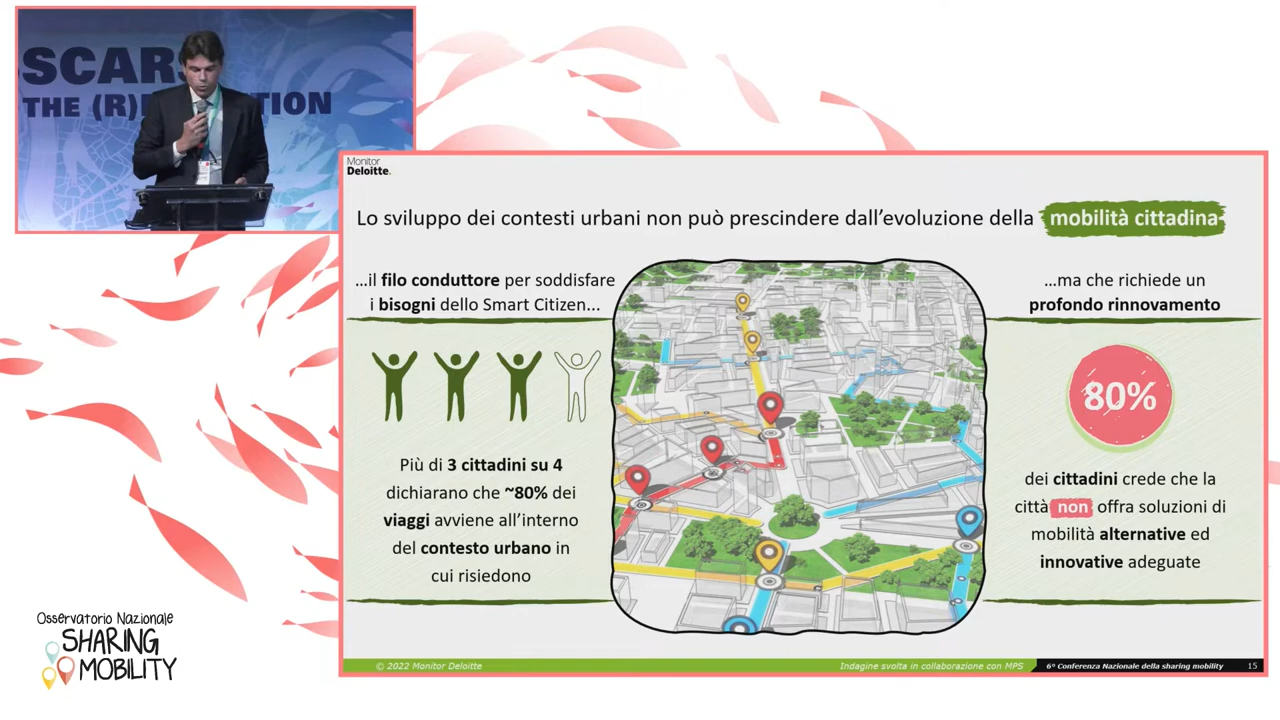 SCARS
THE (R) TION
Monitor
Deloitte.
Lo sviluppo dei contesti urbani non può prescindere dall'evoluzione della mobilità cittadina
...il filo conduttore per soddisfare
i bisogni dello Smart Citizen...
Più di 3 cittadini su 4
dichiarano che ~80% dei
viaggi avviene all'interno
del contesto urbano in
cui risiedono
...ma che richiede un
profondo rinnovamento
80%
dei cittadini crede che la
città non offra soluzioni di
mobilità alternative ed
innovative adeguate
© 2022 Monitor Deloitte
Indagine svolta in collaborazione con MPS
6° Conferenza Nazionale della sharing mobility
15
Osservatorio Nazionale
SHARING
MOBILITY